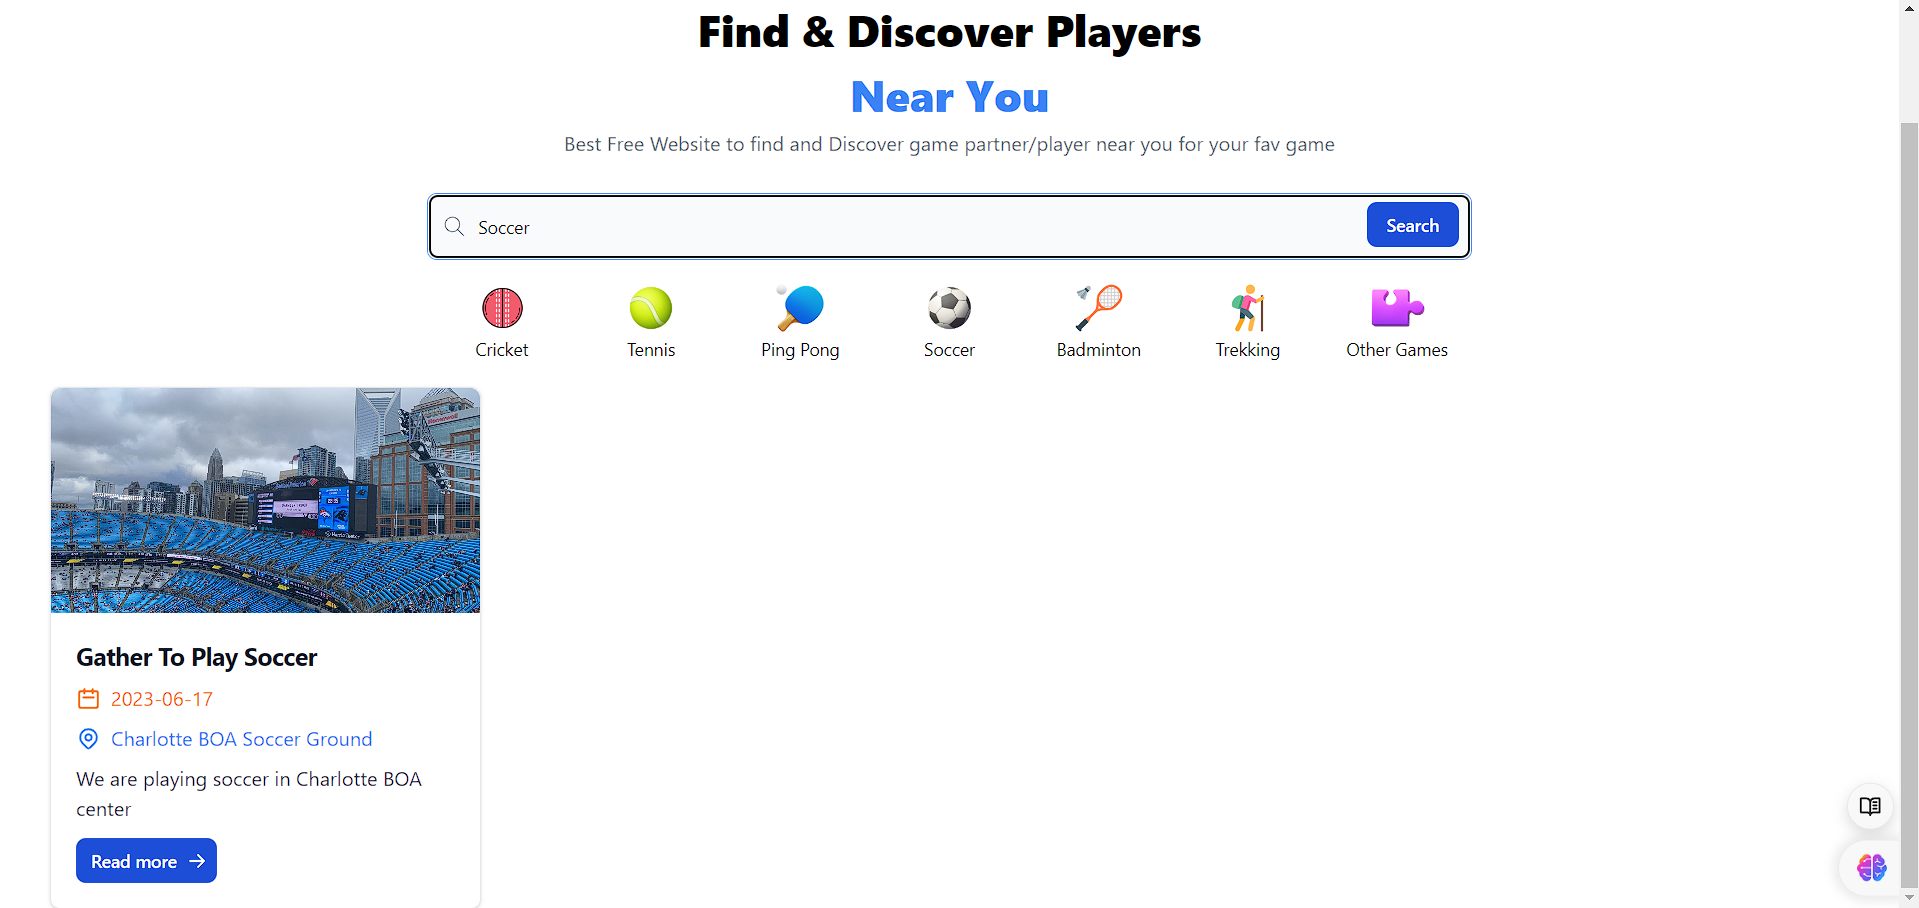 Find & Discover Players
Near You
Best Free Website to find and Discover game partner/player near you for your fav game
Soccer
Search
Cricket
Tennis
Ping Pong
Soccer
Badminton
Trekking
Other Games
Gather To Play Soccer
2023-06-17
Charlotte BOA Soccer Ground
We are playing soccer in Charlotte BOA
center
Read more